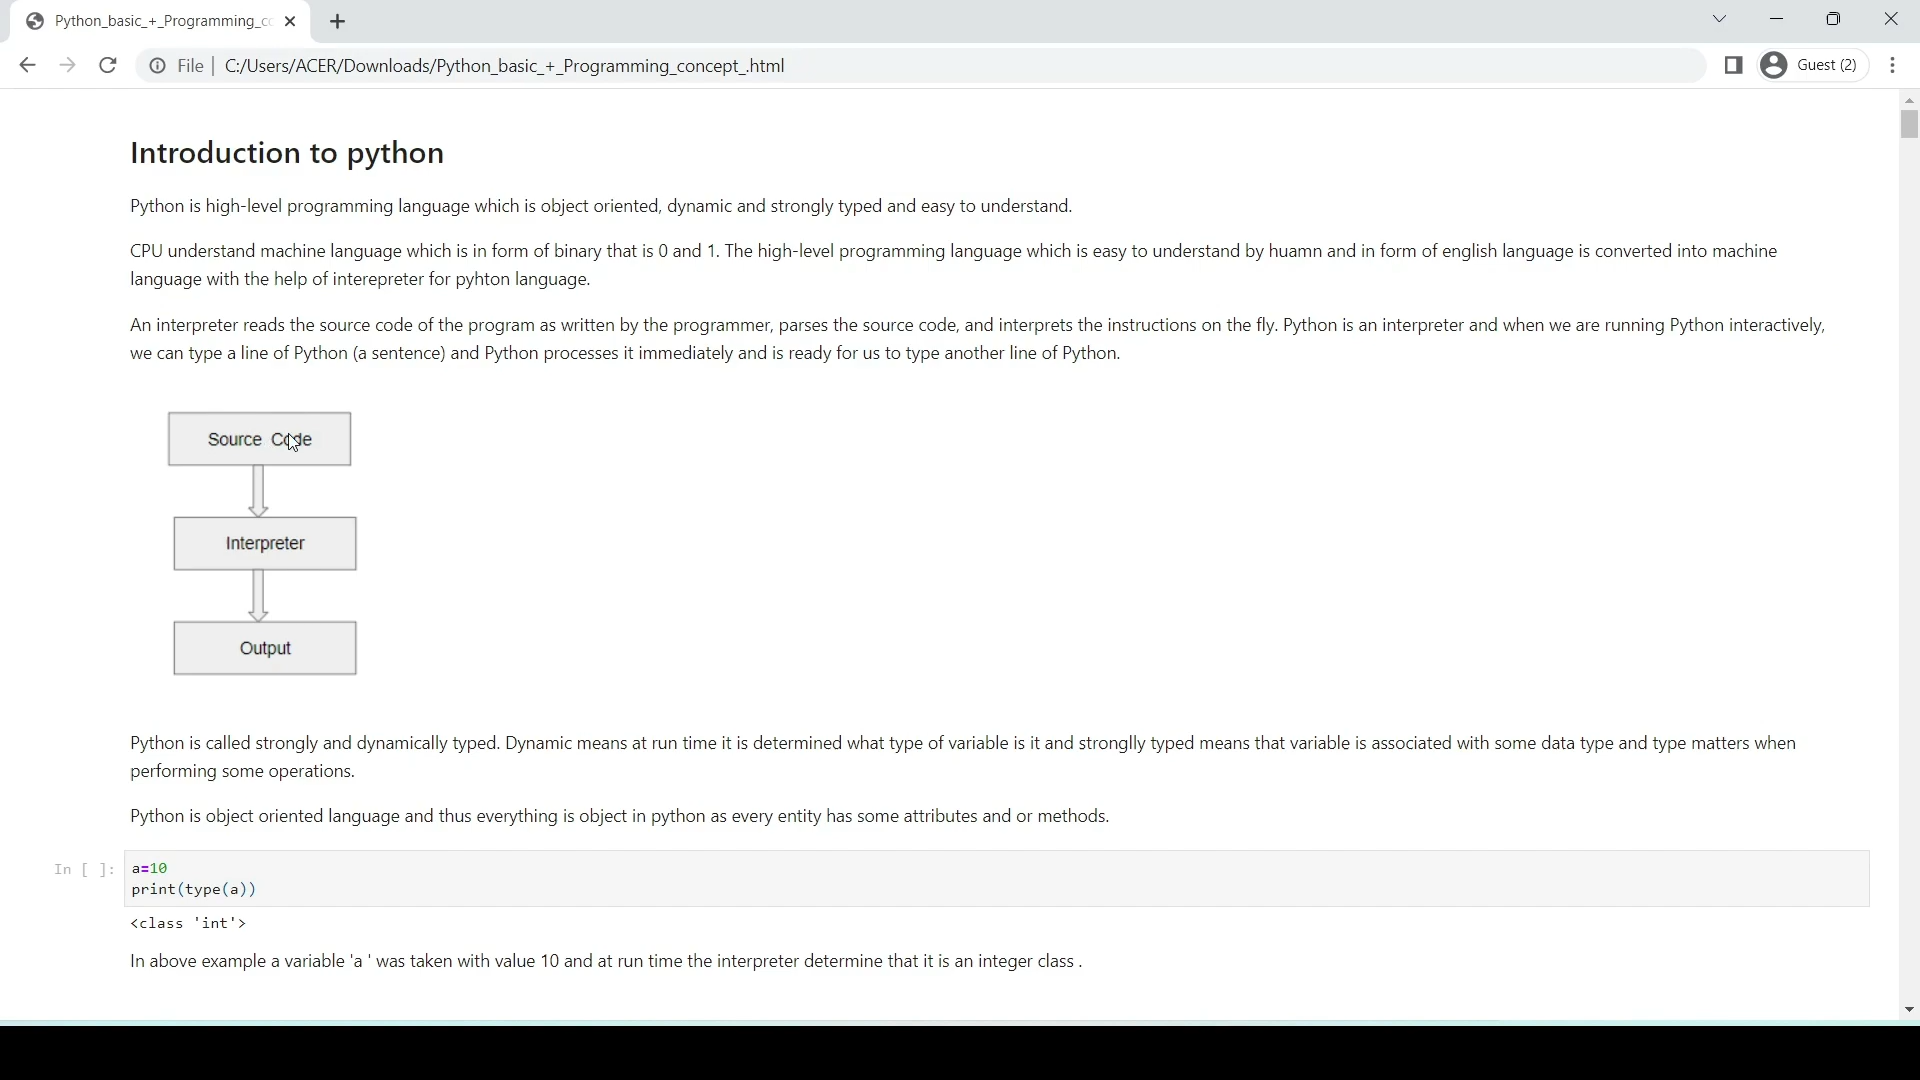 Python_basic_+_Programming_cc
File
C:/Users/ACER/Downloads/Python_basic_+_Programming_concept_.html
Guest (2)
Introduction to python
Python is high-level programming language which is object oriented, dynamic and strongly typed and easy to understand.
CPU understand machine language which is in form of binary that is 0 and 1. The high-level programming language which is easy to understand by huamn and in form of english language is converted into machine
language with the help of interepreter for pyhton language.
An interpreter reads the source code of the program as written by the programmer, parses the source code, and interprets the instructions on the fly. Python is an interpreter and when we are running Python interactively,
we can type a line of Python (a sentence) and Python processes it immediately and is ready for us to type another line of Python.
Source Code
Interpreter
Output
Python is called strongly and dynamically typed. Dynamic means at run time it is determined what type of variable is it and stronglly typed means that variable is associated with some data type and type matters when
performing some operations.
Python is object oriented language and thus everything is object in python as every entity has some attributes and or methods.
In [ ]:
a=10
print(type(a))
<class 'int'>
In above example a variable 'a ' was taken with value 10 and at run time the interpreter determine that it is an integer class .